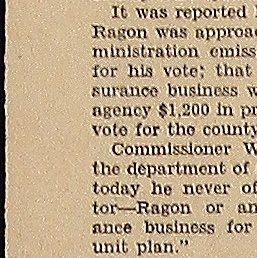 It was reported
Ragon was approac
ministration emiss
for his vote; that
surance business w
agency $1,200 in pr
vote for the county
Commissioner W
the department of
today he never of
tor—Ragon or an
ance business for
unit plan."